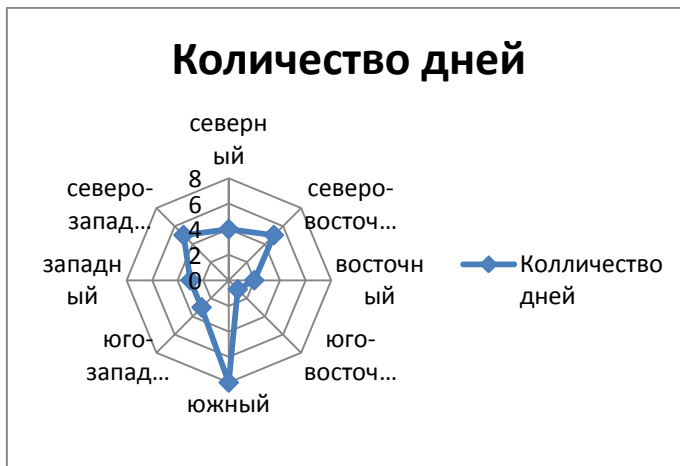 Количество дней
северн
ый
северо-
восточ...
восточн
ый
юго-
восточ...
южный
юго-
запад...
западн
ый
северо-
запад...
8
6
4
2
0
Колличество
дней